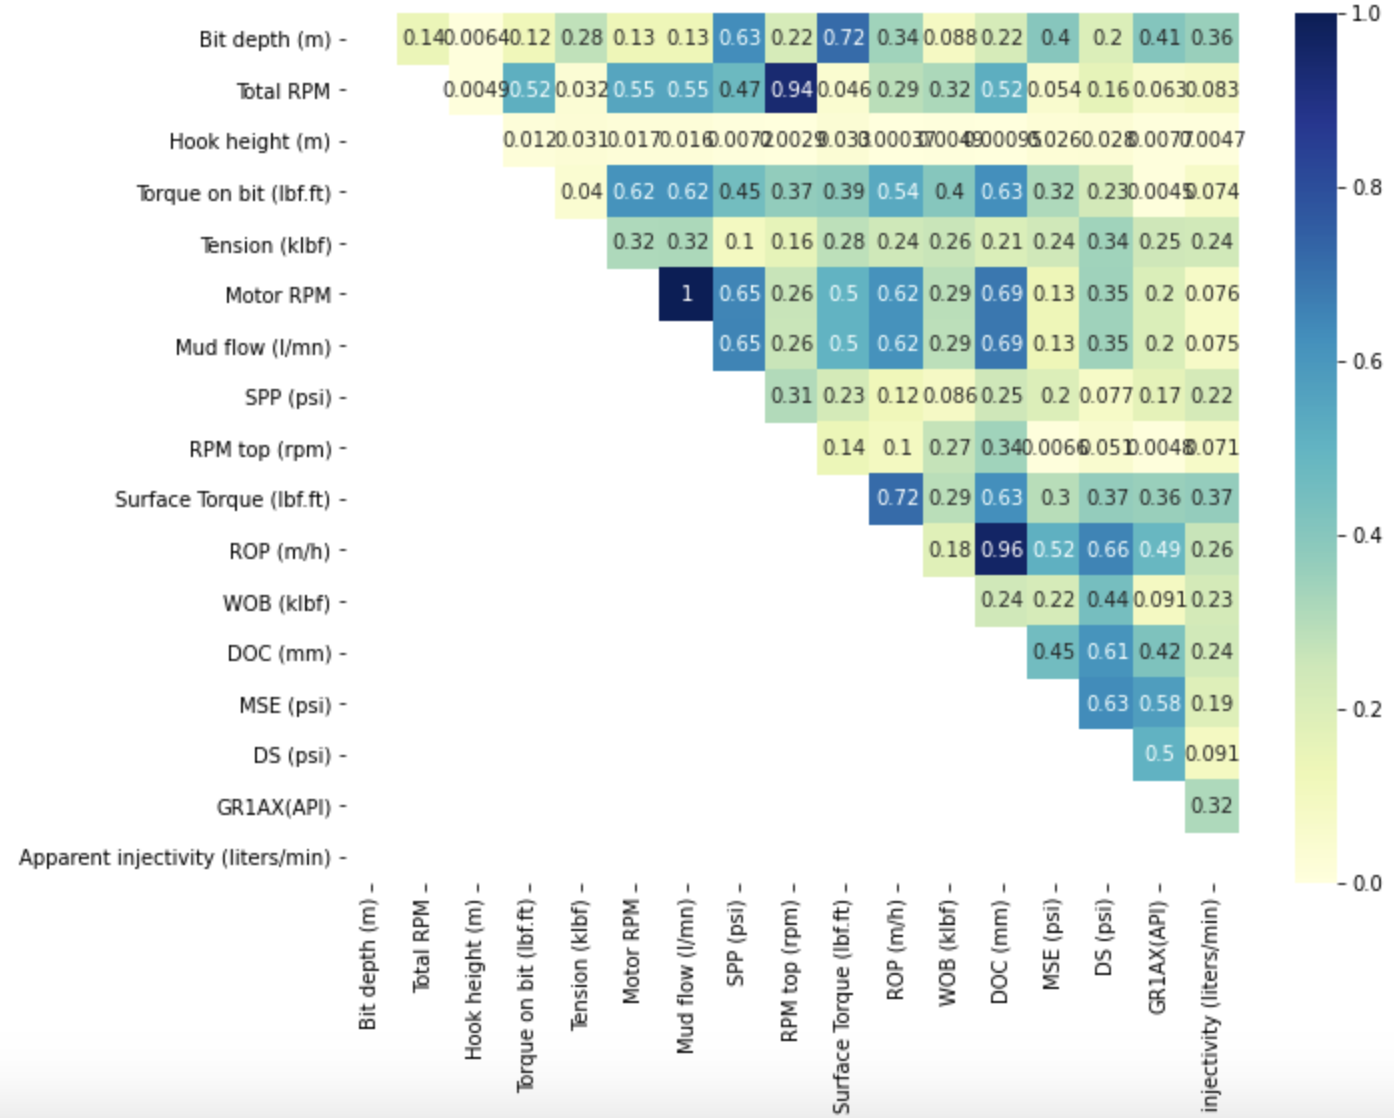 Bit depth (m) - 0.14 0.0064 0.12 0.28 0.13 0.13 0.63 0.22 0.72 0.34 0.088 0.22 0.4 0.2 0.41 0.36
Total RPM - 0.0049 0.52 0.032 0.55 0.55 0.47 0.94 0.046 0.29 0.32 0.52 0.054 0.16 0.063 0.083
Hook height (m) - 0.012 0.031 0.017 0.016 0.0072 0.0029 0.033 0.00037 0.0049 0.00095 0.026 0.028 0.0077 0.0047
Torque on bit (lbf.ft) - 0.04 0.62 0.62 0.45 0.37 0.39 0.54 0.4 0.63 0.32 0.23 0.0045 0.074
Tension (klbf) - 0.32 0.32 0.1 0.16 0.28 0.24 0.26 0.21 0.24 0.34 0.25 0.24
Motor RPM - 1 0.65 0.26 0.5 0.62 0.29 0.69 0.13 0.35 0.2 0.076
Mud flow (l/mn) - 0.65 0.26 0.5 0.62 0.29 0.69 0.13 0.35 0.2 0.075
SPP (psi) - 0.31 0.23 0.12 0.086 0.25 0.2 0.077 0.17 0.22
RPM top (rpm) - 0.14 0.1 0.27 0.34 0.0066 0.051 0.0048 0.071
Surface Torque (lbf.ft) - 0.72 0.29 0.63 0.3 0.37 0.36 0.37
ROP (m/h) - 0.18 0.96 0.52 0.66 0.49 0.26
WOB (klbf) - 0.24 0.22 0.44 0.091 0.23
DOC (mm) - 0.45 0.61 0.42 0.24
MSE (psi) - 0.63 0.58 0.19
DS (psi) - 0.5 0.091
GR1AX(API) - 0.32
Apparent injectivity (liters/min) -
Bit depth (m) -
Total RPM -
Hook height (m) -
Torque on bit (lbf.ft) -
Tension (klbf) -
Motor RPM -
Mud flow (l/mn) -
SPP (psi) -
RPM top (rpm) -
Surface Torque (lbf.ft) -
ROP (m/h) -
WOB (klbf) -
DOC (mm) -
MSE (psi) -
DS (psi) -
GR1AX(API) -
injectivity (liters/min) -
1.0
0.8
0.6
0.4
0.2
0.0